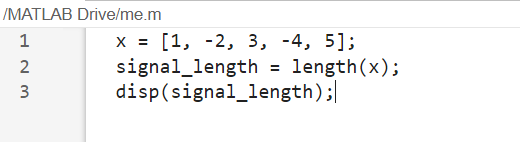 /MATLAB Drive/me.m
1 x = [1, -2, 3, -4, 5];
2 signal_length = length(x);
3 disp(signal_length);